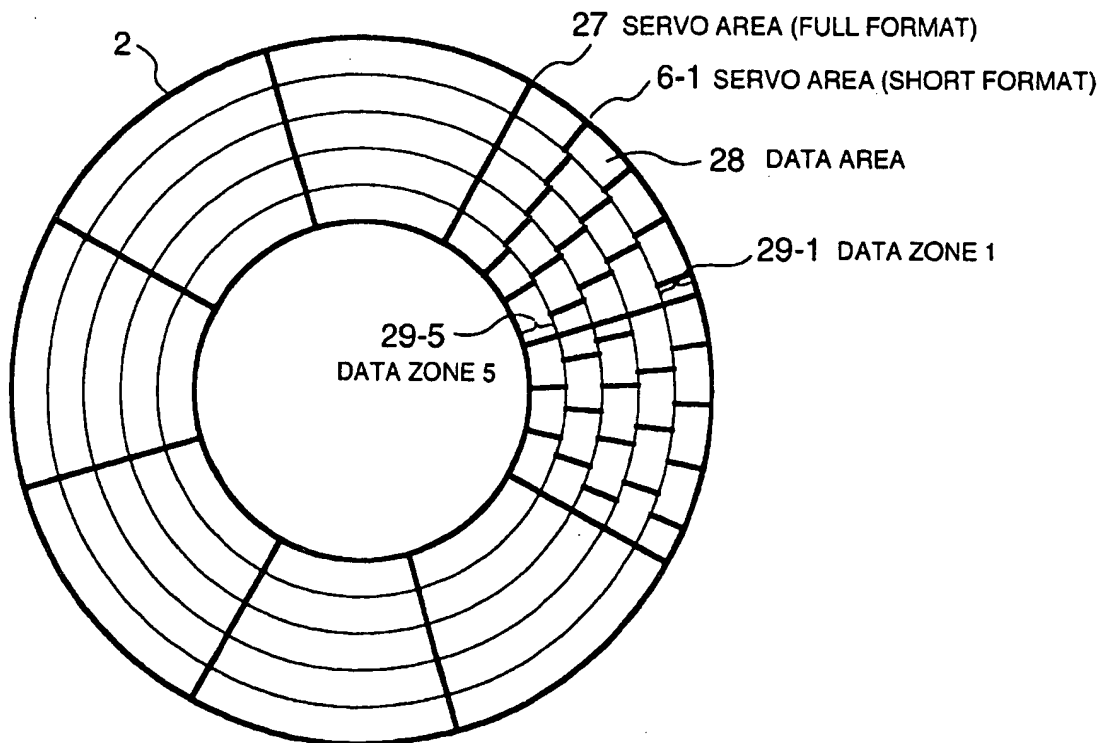 2
27 SERVO AREA (FULL FORMAT)
6-1 SERVO AREA (SHORT FORMAT)
28 DATA AREA
29-1 DATA ZONE 1
29-5
DATA ZONE 5